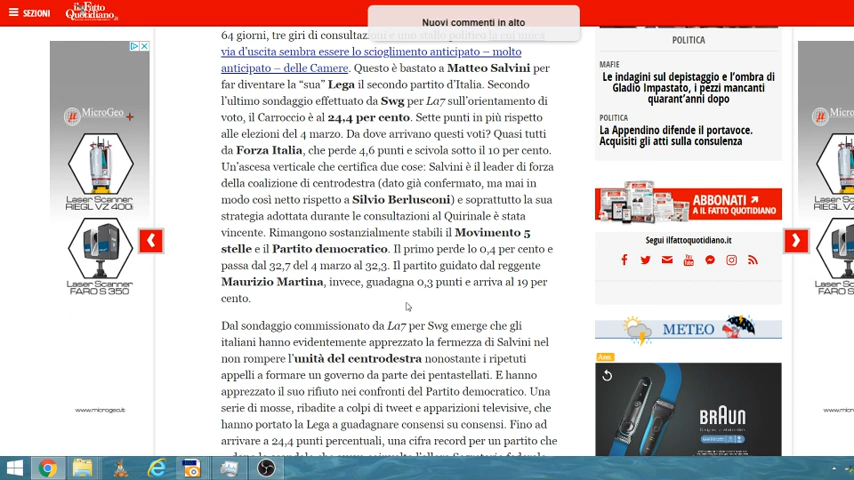 SEZIONI
il Fatto Quotidiano
Nuovi commenti in alto
64 giorni, tre giri di consultazioni e uno stallo politico la cui unica
via d'uscita sembra essere lo scioglimento anticipato – molto
anticipato – delle Camere. Questo è bastato a Matteo Salvini per
far diventare la "sua" Lega il secondo partito d'Italia. Secondo
l'ultimo sondaggio effettuato da Swg per La7 sull'orientamento di
voto, il Carroccio è al 24,4 per cento. Sette punti in più rispetto
alle elezioni del 4 marzo. Da dove arrivano questi voti? Quasi tutti
da Forza Italia, che perde 4,6 punti e scivola sotto il 10 per cento.
Un'ascesa verticale che certifica due cose: Salvini è il leader di forza
della coalizione di centrodestra (dato già confermato, ma mai in
modo così netto rispetto a Silvio Berlusconi) e soprattutto la sua
strategia adottata durante le consultazioni al Quirinale è stata
vincente. Rimangono sostanzialmente stabili il Movimento 5
stelle e il Partito democratico. Il primo perde lo 0,4 per cento e
passa dal 32,7 del 4 marzo al 32,3. Il partito guidato dal reggente
Maurizio Martina, invece, guadagna 0,3 punti e arriva al 19 per
cento.
Dal sondaggio commissionato da La7 per Swg emerge che gli
italiani hanno evidentemente apprezzato la fermezza di Salvini nel
non rompere l'unità del centrodestra nonostante i ripetuti
appelli a formare un governo da parte dei pentastellati. E hanno
apprezzato il suo rifiuto nei confronti del Partito democratico. Una
serie di mosse, ribadite a colpi di tweet e apparizioni televisive, che
hanno portato la Lega a guadagnare consensi su consensi. Fino ad
arrivare a 24,4 punti percentuali, una cifra record per un partito che
POLITICA
MAFIE
Le indagini sul depistaggio e l'ombra di
Gladio Impastato, i pezzi mancanti
quarant'anni dopo
POLITICA
La Appendino difende il portavoce.
Acquisiti gli atti sulla consulenza
ABBONATI
A IL FATTO QUOTIDIANO
Segui ilfattoquotidiano.it
METEO
BRAUN
MicroGeo
Laser Scanner
RIEGL VZ400i
Laser Scanner
FARO S 350
www.microgeo.it